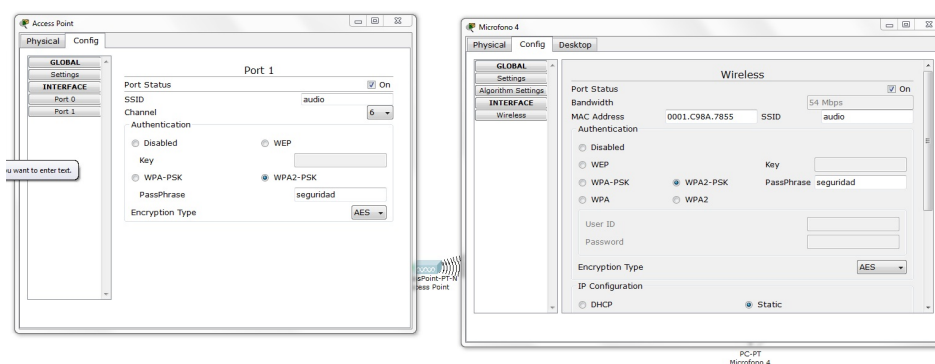 Access Point
Physical Config
GLOBAL
Settings
INTERFACE
Port 0
Port 1
Port 1
Port Status On
SSID audio
Channel 6
Authentication
Disabled WEP
Key
WPA-PSK WPA2-PSK
PassPhrase seguridad
Encryption Type AES
ou want to enter text.
Point-PT-N
cess Point
Microfono 4
Physical Config Desktop
GLOBAL
Settings
Algorithm Settings
INTERFACE
Wireless
Wireless
Port Status On
Bandwidth 54 Mbps
MAC Address 0001.C98A.7855 SSID audio
Authentication
Disabled
WEP Key
WPA-PSK WPA2-PSK PassPhrase seguridad
WPA WPA2
User ID
Password
Encryption Type AES
IP Configuration
DHCP Static
PC-PT
Microfono 4